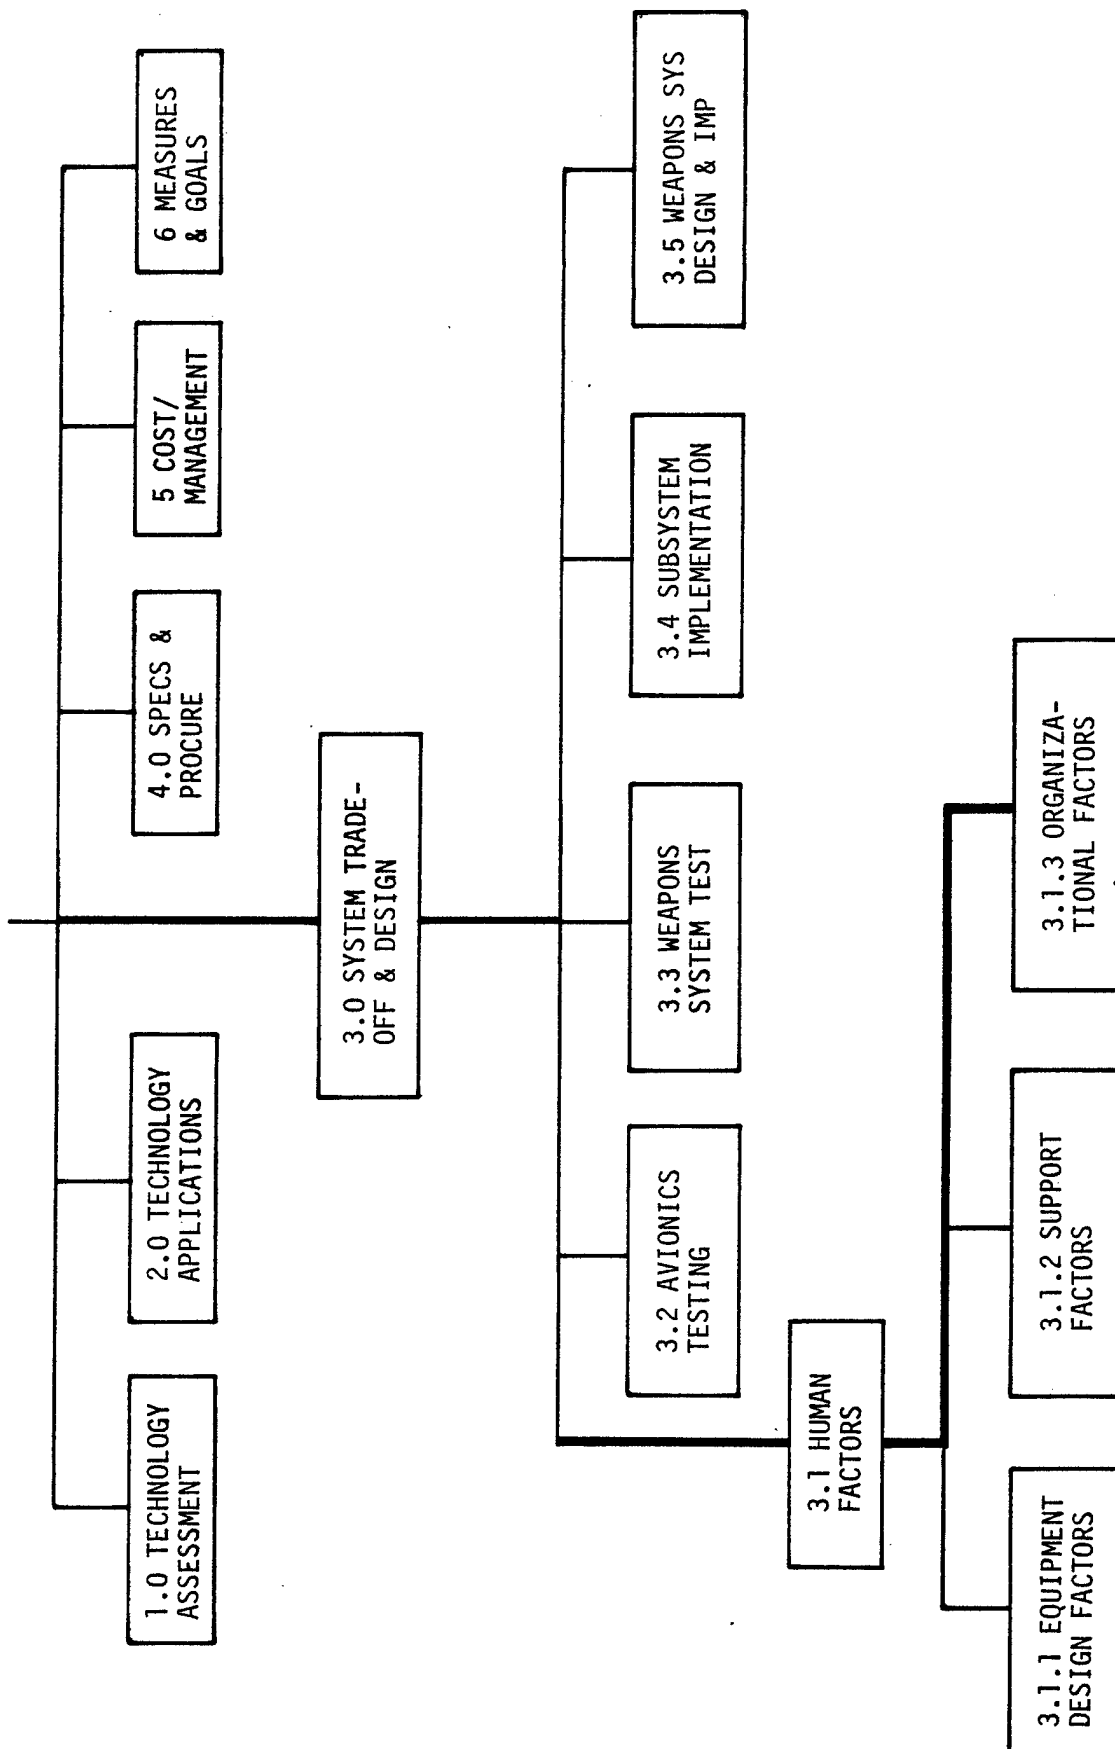 1.0 TECHNOLOGY
ASSESSMENT
2.0 TECHNOLOGY
APPLICATIONS
4.0 SPECS &
PROCURE
5 COST/
MANAGEMENT
6 MEASURES
& GOALS
3.0 SYSTEM TRADE-
OFF & DESIGN
3.2 AVIONICS
TESTING
3.3 WEAPONS
SYSTEM TEST
3.4 SUBSYSTEM
IMPLEMENTATION
3.5 WEAPONS SYS
DESIGN & IMP
3.1 HUMAN
FACTORS
3.1.1 EQUIPMENT
DESIGN FACTORS
3.1.2 SUPPORT
FACTORS
3.1.3 ORGANIZA-
TIONAL FACTORS